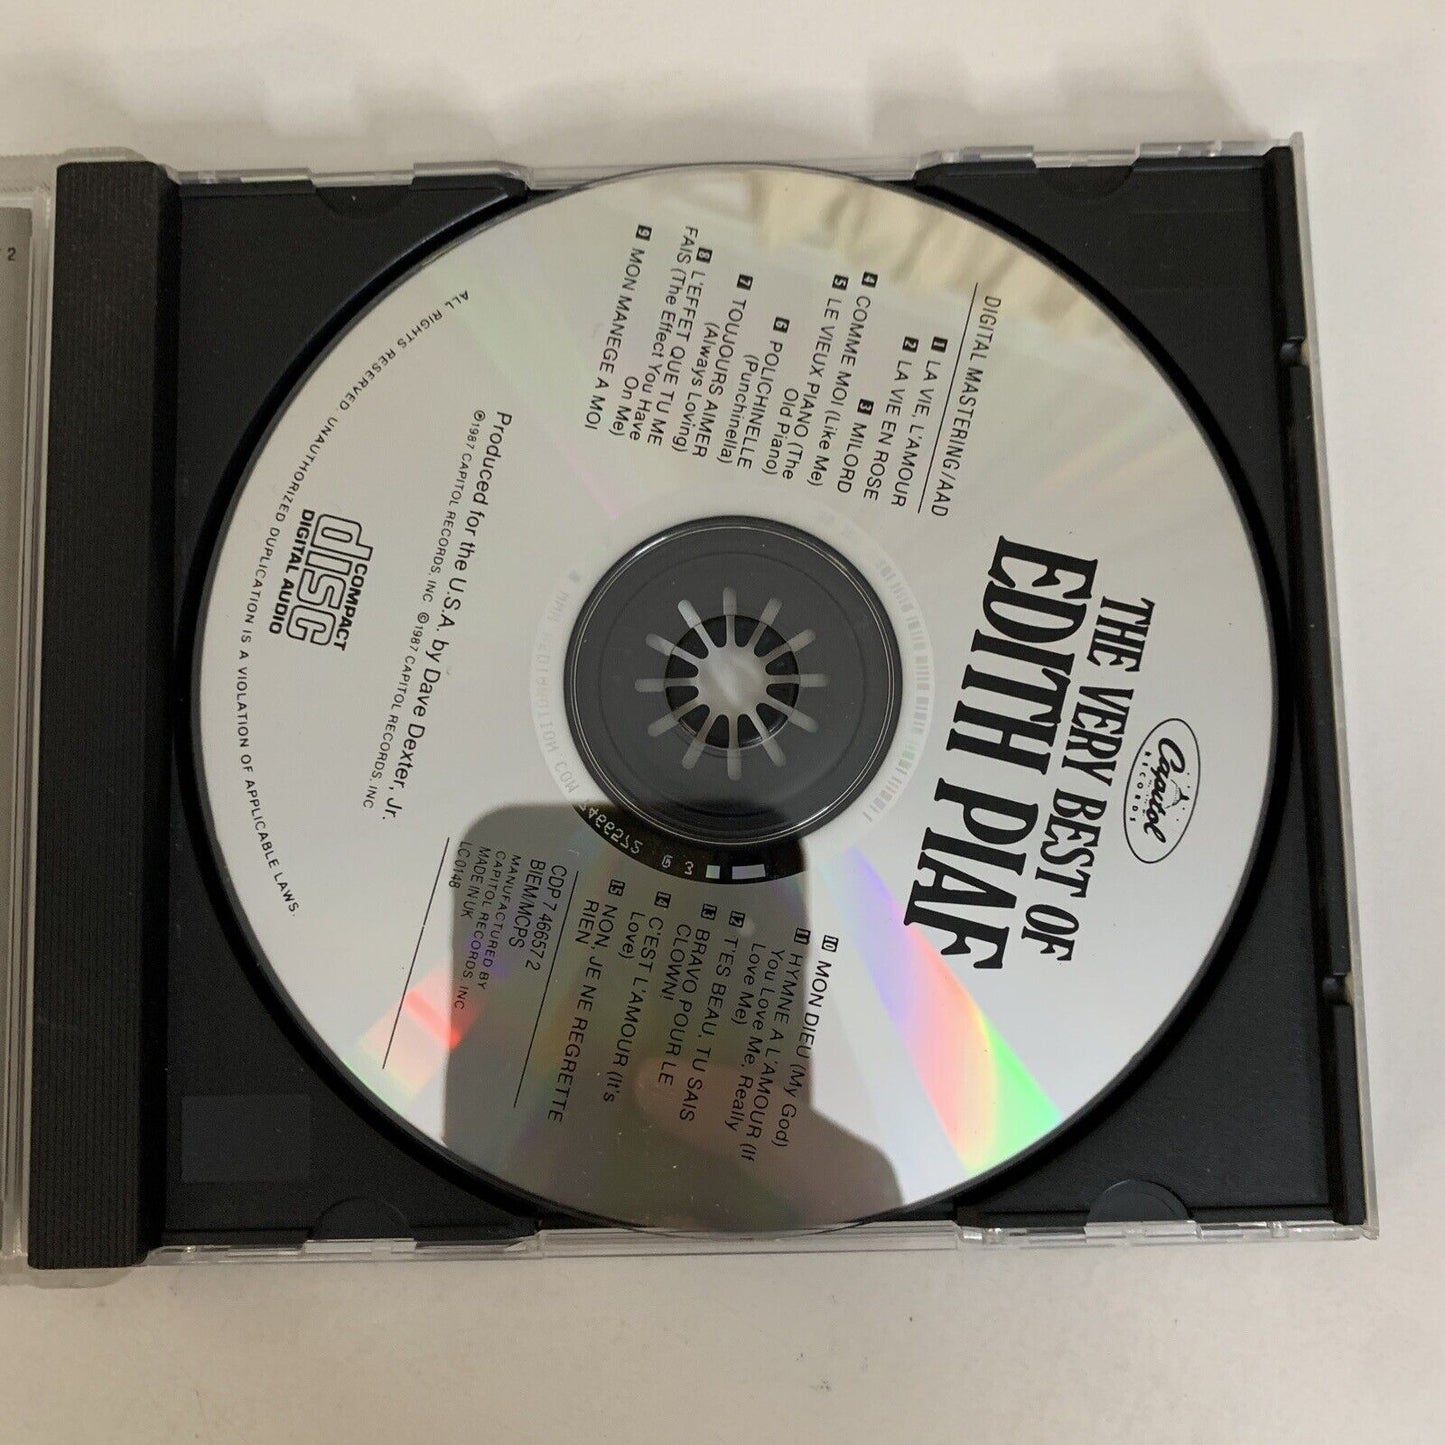 Capitol
RECORDS
THE VERY BEST OF
EDITH PIAF
DIGITAL MASTERING/AAD
1 LA VIE, L'AMOUR
2 LA VIE EN ROSE
3 MILORD
4 COMME MOI (Like Me)
5 LE VIEUX PIANO (The
Old Piano)
6 POLICHINELLE
(Punchinella)
7 TOUJOURS AIMER
(Always Loving)
8 L'EFFET QUE TU ME
FAIS (The Effect You Have
On Me)
9 MON MANEGE A MOI
10 MON DIEU (My God)
11 HYMNE A L'AMOUR (If
You Love Me, Really
Love Me)
12 T'ES BEAU, TU SAIS
13 BRAVO POUR LE
CLOWN!
14 C'EST L'AMOUR (It's
Love)
15 NON, JE NE REGRETTE
RIEN
CDP 7 46657 2
BIEM/MCPS
MANUFACTURED BY
CAPITOL RECORDS, INC
MADE IN UK
LC 0148
Produced for the U.S.A. by Dave Dexter, Jr.
℗1987 CAPITOL RECORDS, INC ©1987 CAPITOL RECORDS, INC
COMPACT
disc
DIGITAL AUDIO
ALL RIGHTS RESERVED. UNAUTHORIZED DUPLICATION IS A VIOLATION OF APPLICABLE LAWS.
2